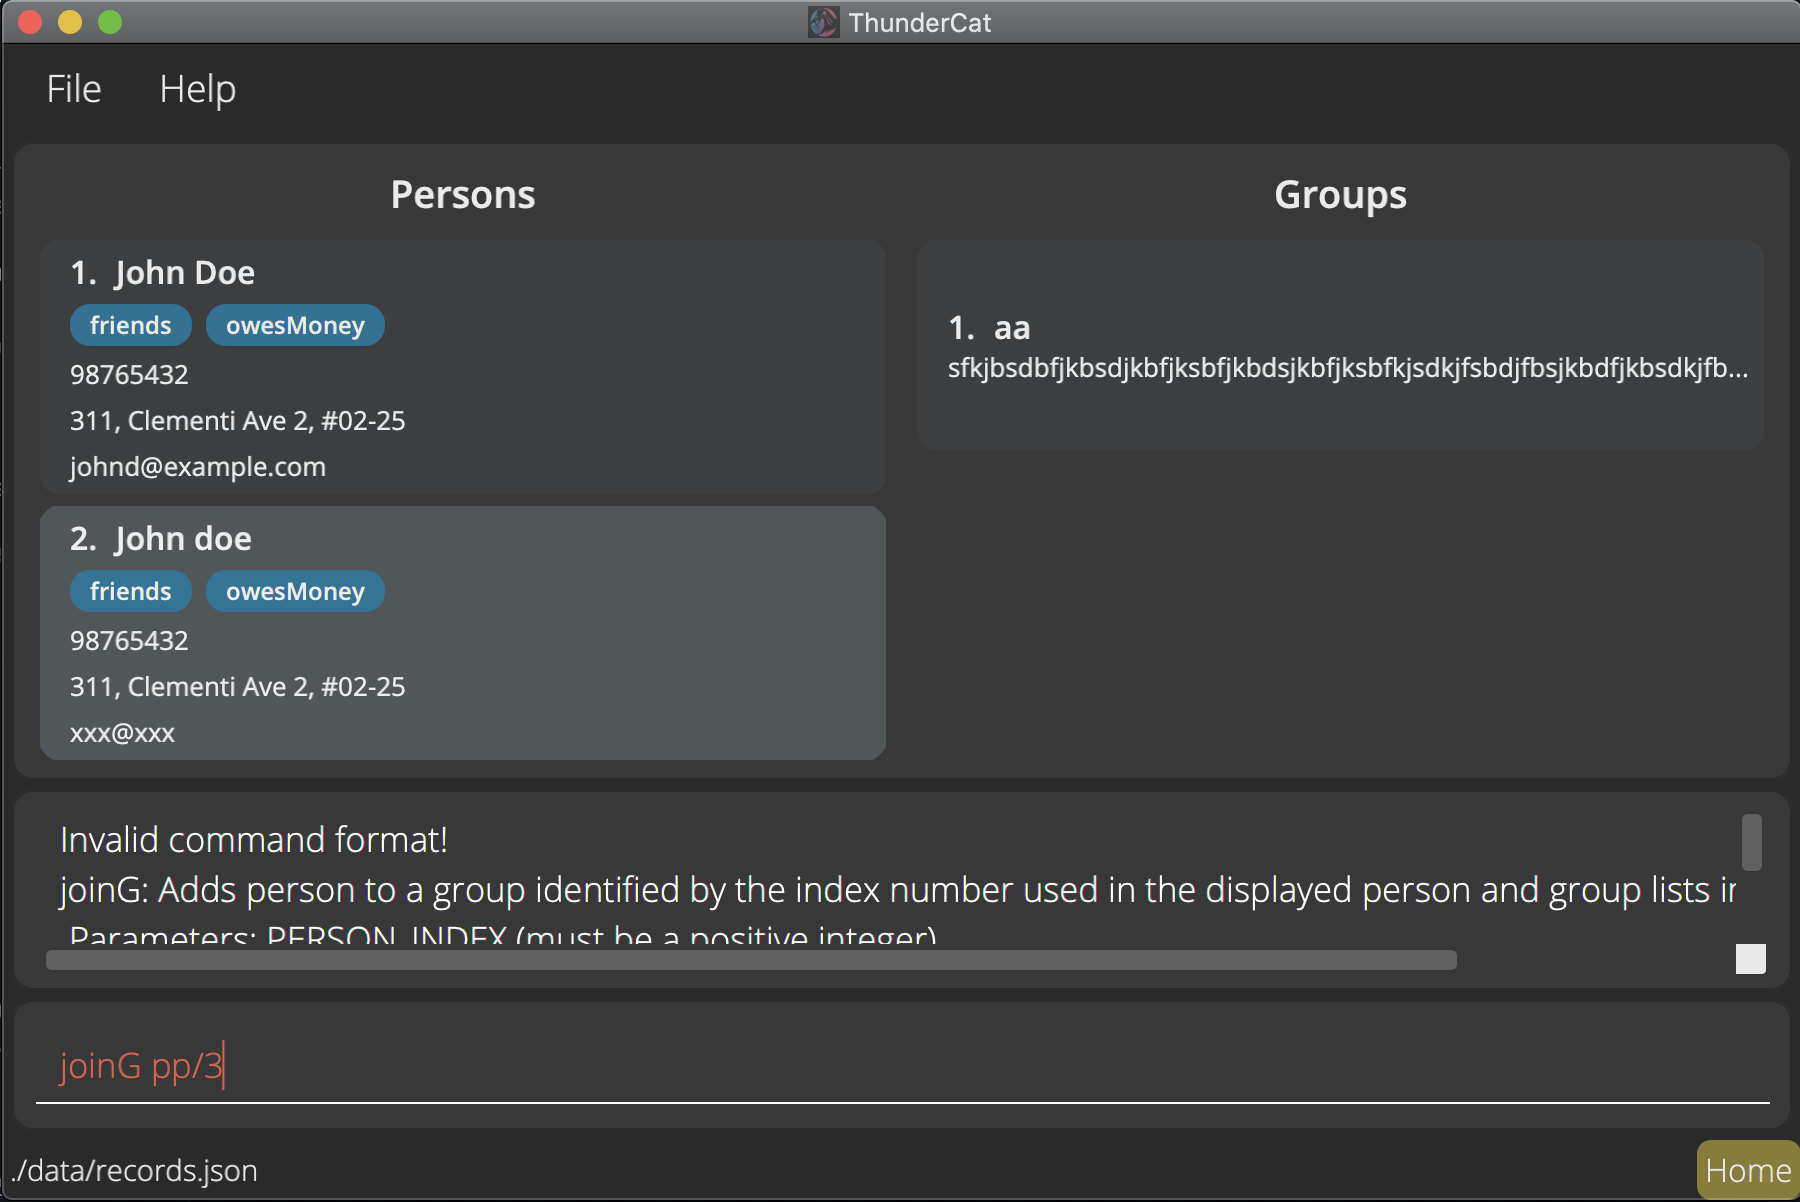 ThunderCat
File Help
Persons
1. John Doe
friends owesMoney
98765432
311, Clementi Ave 2, #02-25
johnd@example.com
2. John doe
friends owesMoney
98765432
311, Clementi Ave 2, #02-25
xxx@xxx
Groups
1. aa
sfkjbsdbfjkbsdjkbfjksbfjkbdsjkbfjksbfkjsdkjfsbdjfbsjkbdfjkbsdkjfb...
Invalid command format!
joinG: Adds person to a group identified by the index number used in the displayed person and group lists
Parameters: PERSON_INDEX (must be a positive integer)
joinG pp/3
./data/records.json
Home